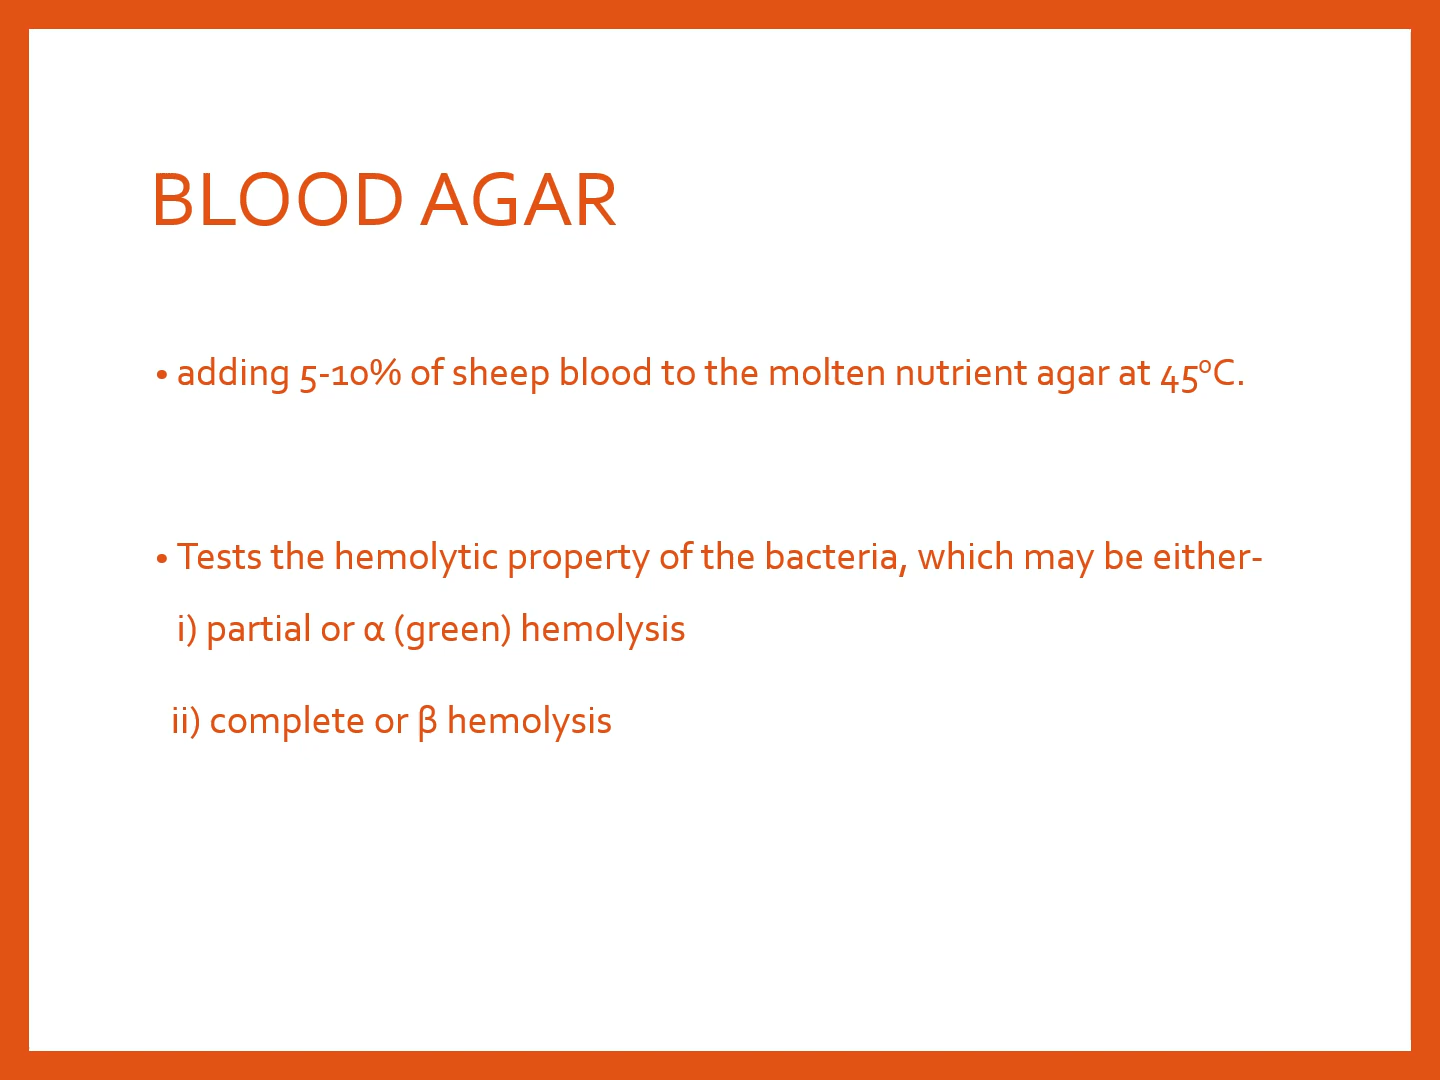 BLOOD AGAR
• adding 5-10% of sheep blood to the molten nutrient agar at 45⁰C.
• Tests the hemolytic property of the bacteria, which may be either-
i) partial or α (green) hemolysis
ii) complete or β hemolysis